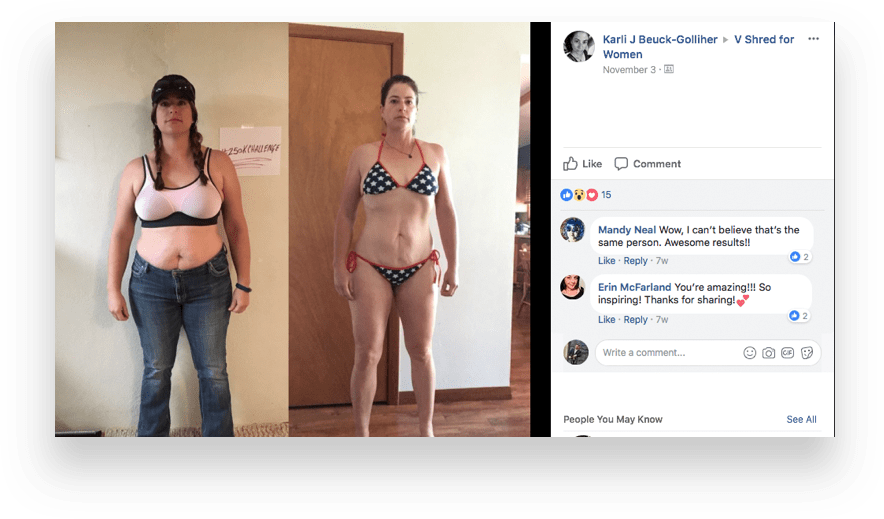 #250KCHALLENGE
Karli J Beuck-Golliher ▸ V Shred for
Women
November 3 ·
Like Comment
15
Mandy Neal Wow, I can't believe that's the
same person. Awesome results!!
Like · Reply · 7w 2
Erin McFarland You're amazing!!! So
inspiring! Thanks for sharing!💕
Like · Reply · 7w 2
Write a comment...
GIF
People You May Know See All